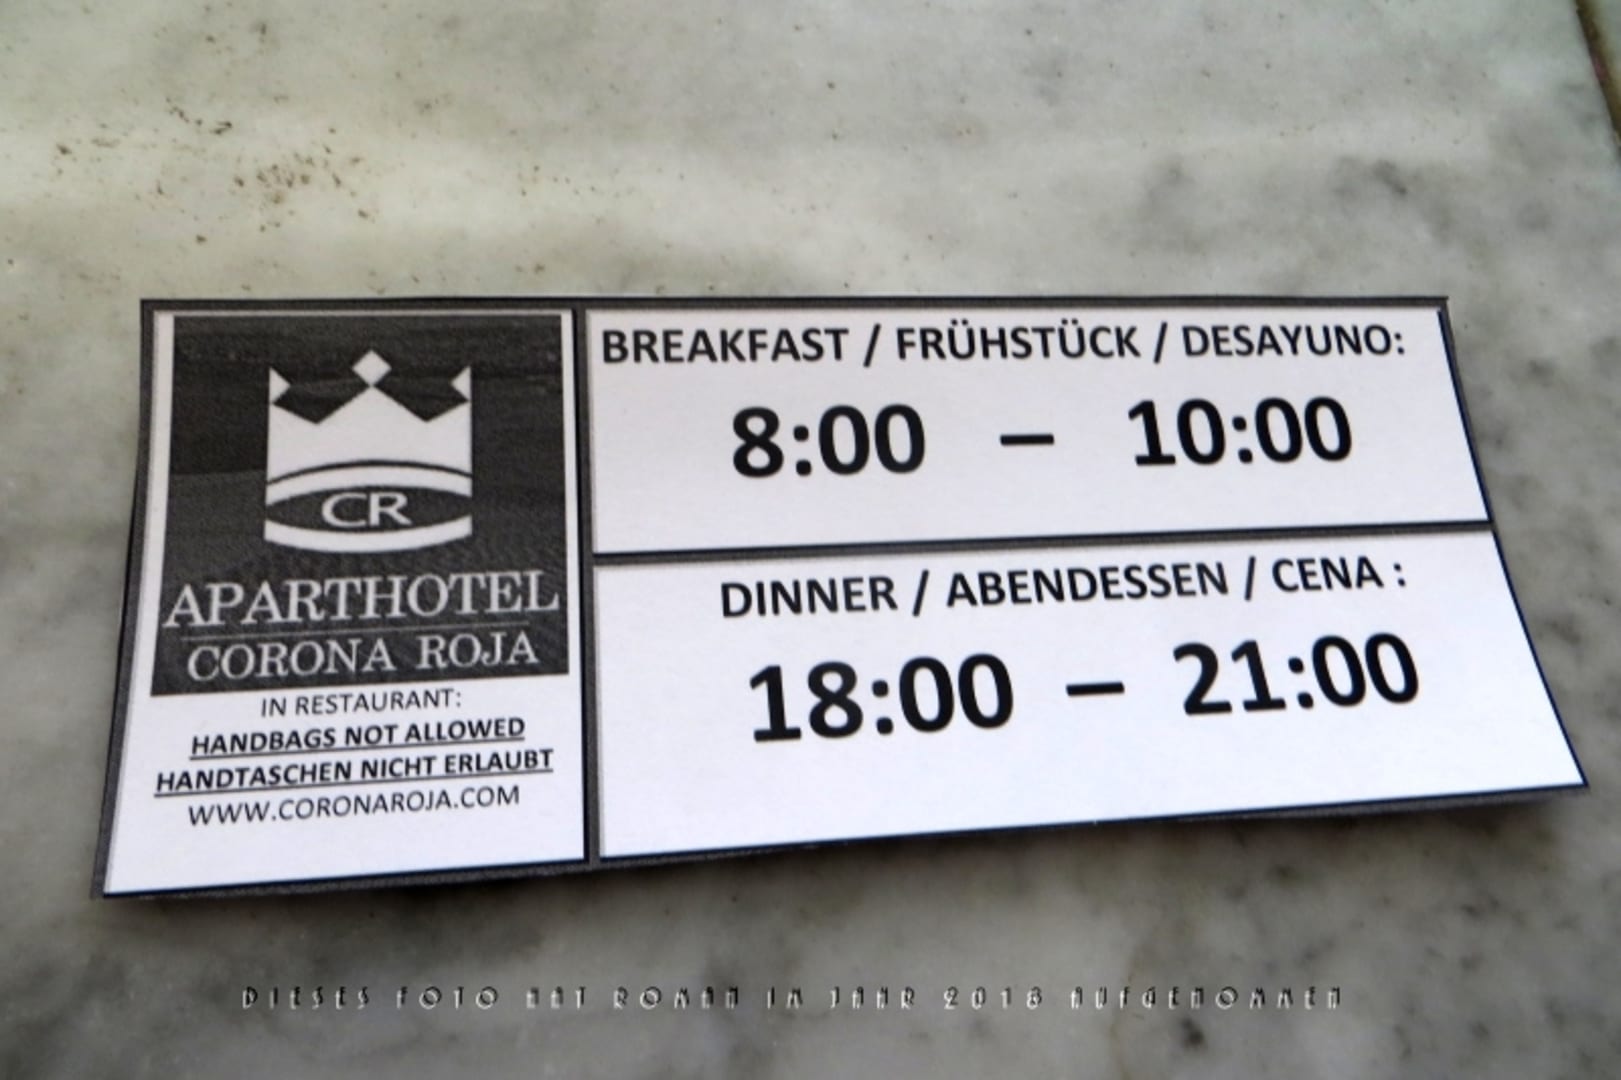 CR
APARTHOTEL
CORONA ROJA
IN RESTAURANT:
HANDBAGS NOT ALLOWED
HANDTASCHEN NICHT ERLAUBT
WWW.CORONAROJA.COM
BREAKFAST / FRÜHSTÜCK / DESAYUNO:
8:00 – 10:00
DINNER / ABENDESSEN / CENA :
18:00 – 21:00
DIESES FOTO HAT ROMAN IM JAHR 2018 AUFGENOMMEN